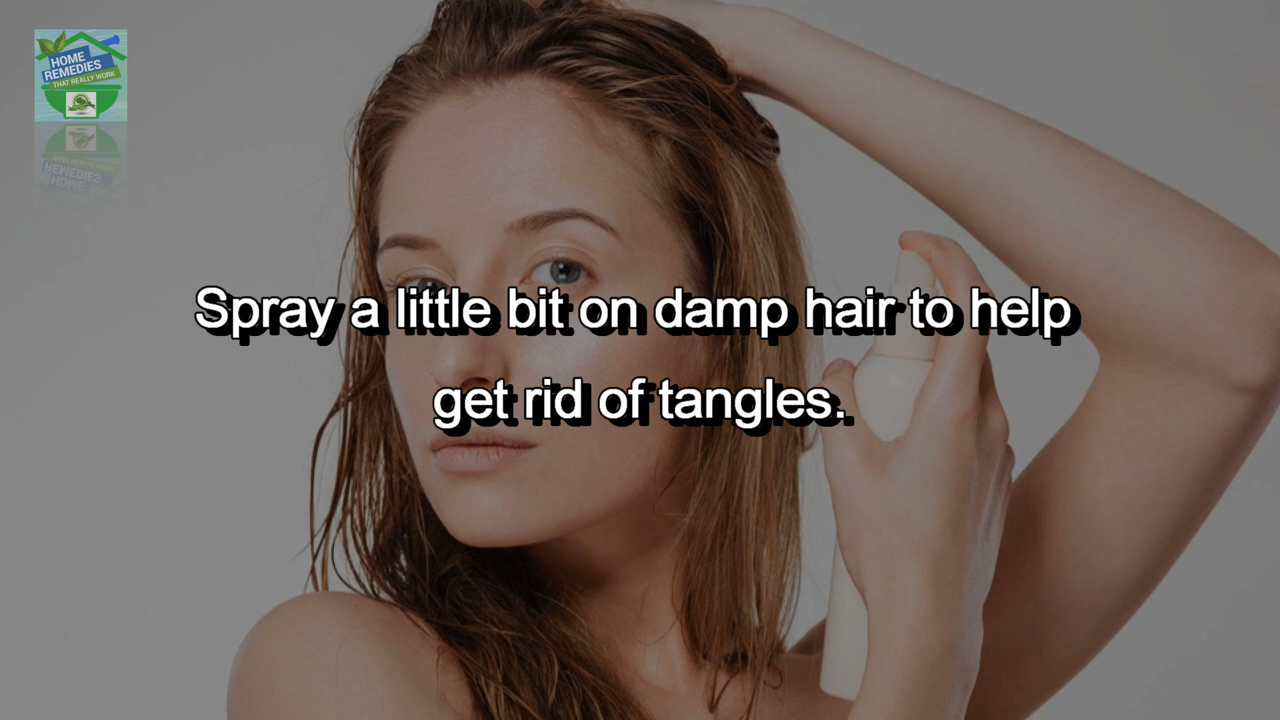 HOME
REMEDIES
THAT REALLY WORK
Spray a little bit on damp hair to help
get rid of tangles.